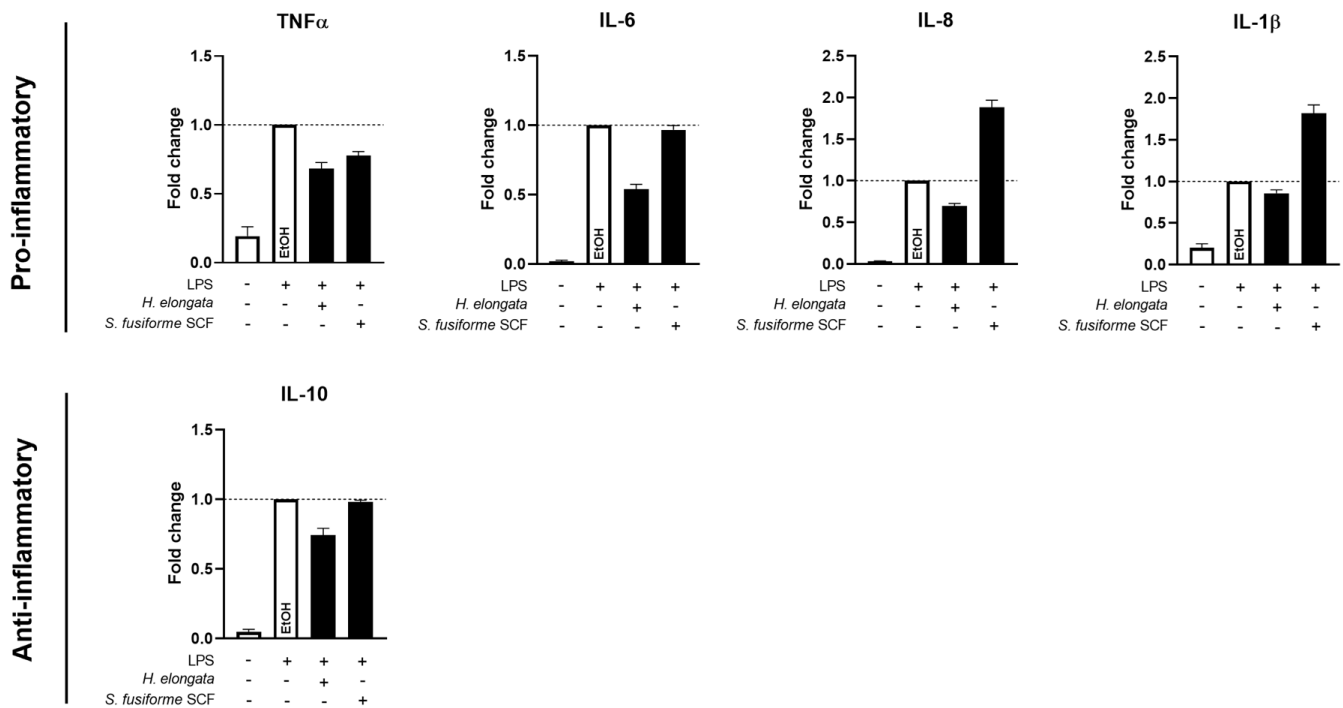 Pro-inflammatory
TNFα
Fold change
1.5
1.0
0.5
0.0
EtOH
LPS - + + +
H. elongata - - + -
S. fusiforme SCF - - - +
IL-6
Fold change
1.5
1.0
0.5
0.0
EtOH
LPS - + + +
H. elongata - - + -
S. fusiforme SCF - - - +
IL-8
Fold change
2.5
2.0
1.5
1.0
0.5
0.0
EtOH
LPS - + + +
H. elongata - - + -
S. fusiforme SCF - - - +
IL-1β
Fold change
2.5
2.0
1.5
1.0
0.5
0.0
EtOH
LPS - + + +
H. elongata - - + -
S. fusiforme SCF - - - +
Anti-inflammatory
IL-10
Fold change
1.5
1.0
0.5
0.0
EtOH
LPS - + + +
H. elongata - - + -
S. fusiforme SCF - - - +